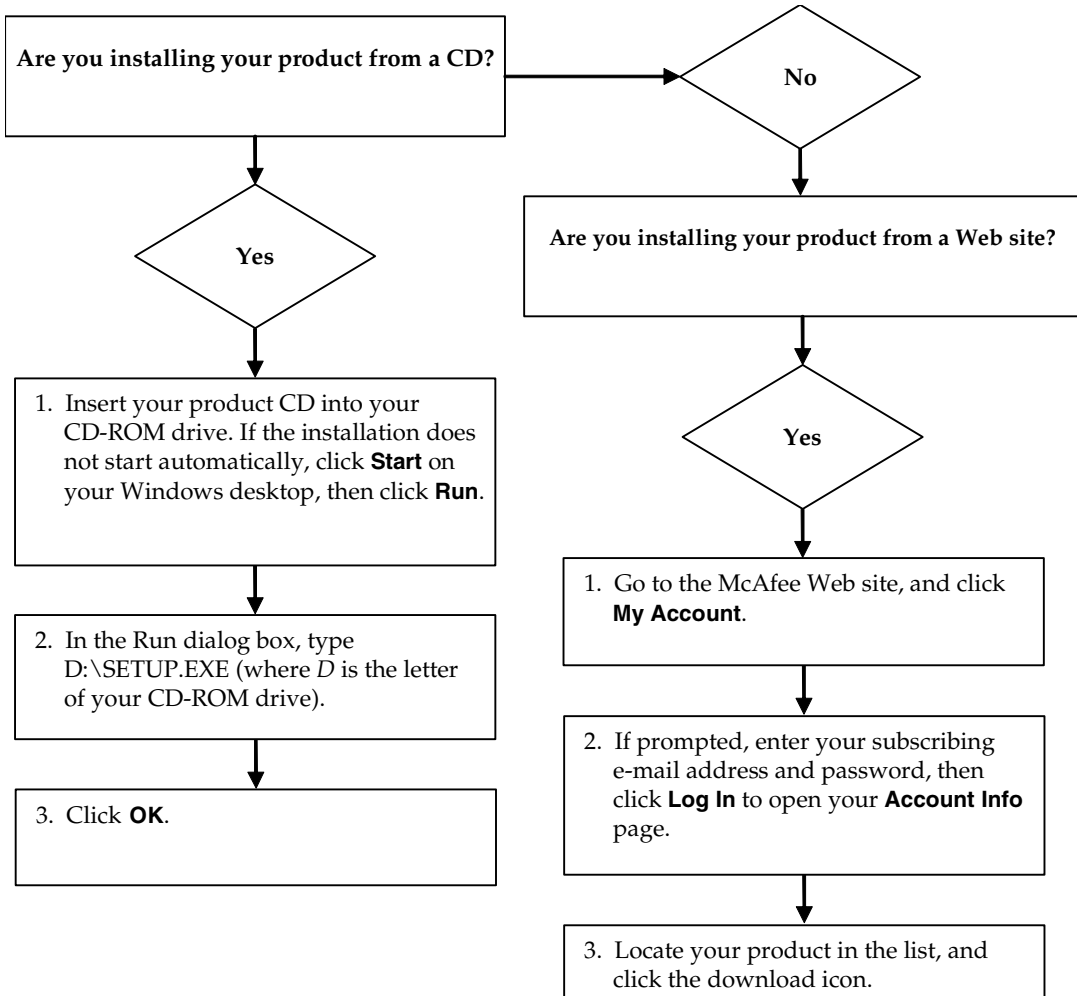 Are you installing your product from a CD?
No
Yes
Are you installing your product from a Web site?
Yes
1. Insert your product CD into your
CD-ROM drive. If the installation does
not start automatically, click Start on
your Windows desktop, then click Run.
2. In the Run dialog box, type
D:\SETUP.EXE (where D is the letter
of your CD-ROM drive).
3. Click OK.
1. Go to the McAfee Web site, and click
My Account.
2. If prompted, enter your subscribing
e-mail address and password, then
click Log In to open your Account Info
page.
3. Locate your product in the list, and
click the download icon.